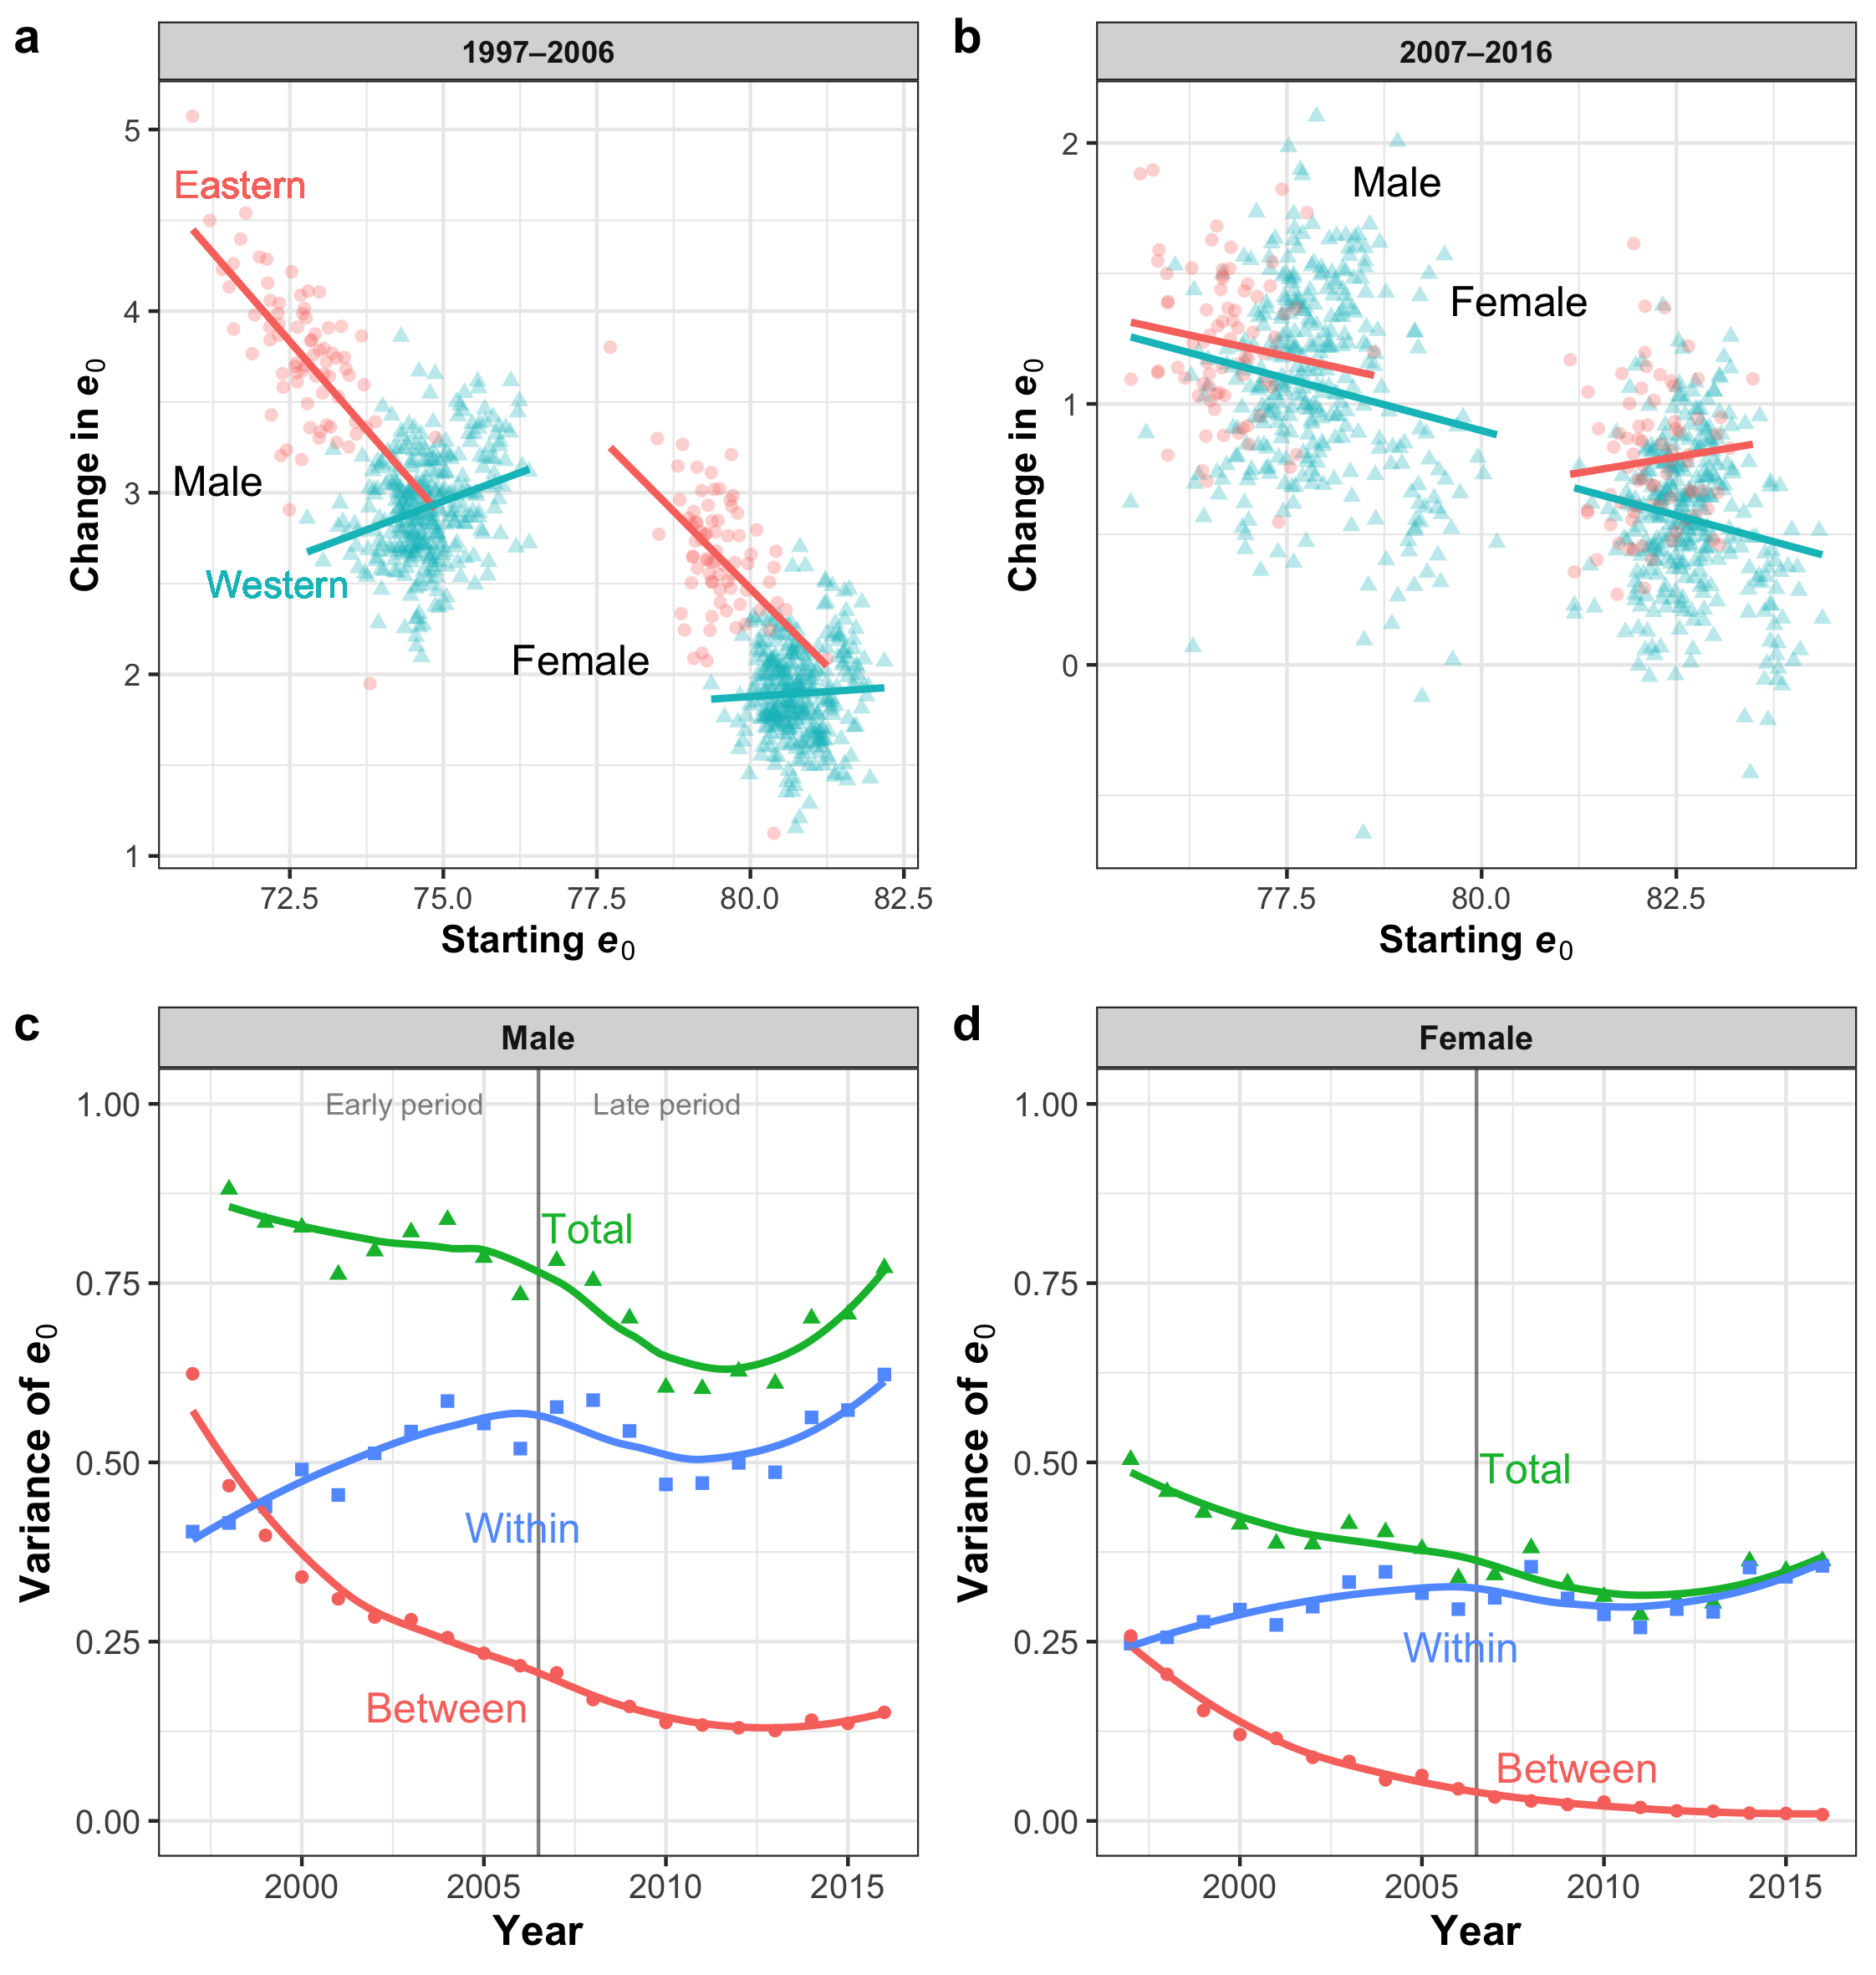 a
1997–2006
5
4
3
2
1
Eastern
Male
Western
Female
72.5 75.0 77.5 80.0 82.5
Change in e0
Starting e0
b
2007–2016
2
1
0
Male
Female
77.5 80.0 82.5
Change in e0
Starting e0
c
Male
1.00
0.75
0.50
0.25
0.00
Early period Late period
Total
Within
Between
2000 2005 2010 2015
Variance of e0
Year
d
Female
1.00
0.75
0.50
0.25
0.00
Total
Within
Between
2000 2005 2010 2015
Variance of e0
Year